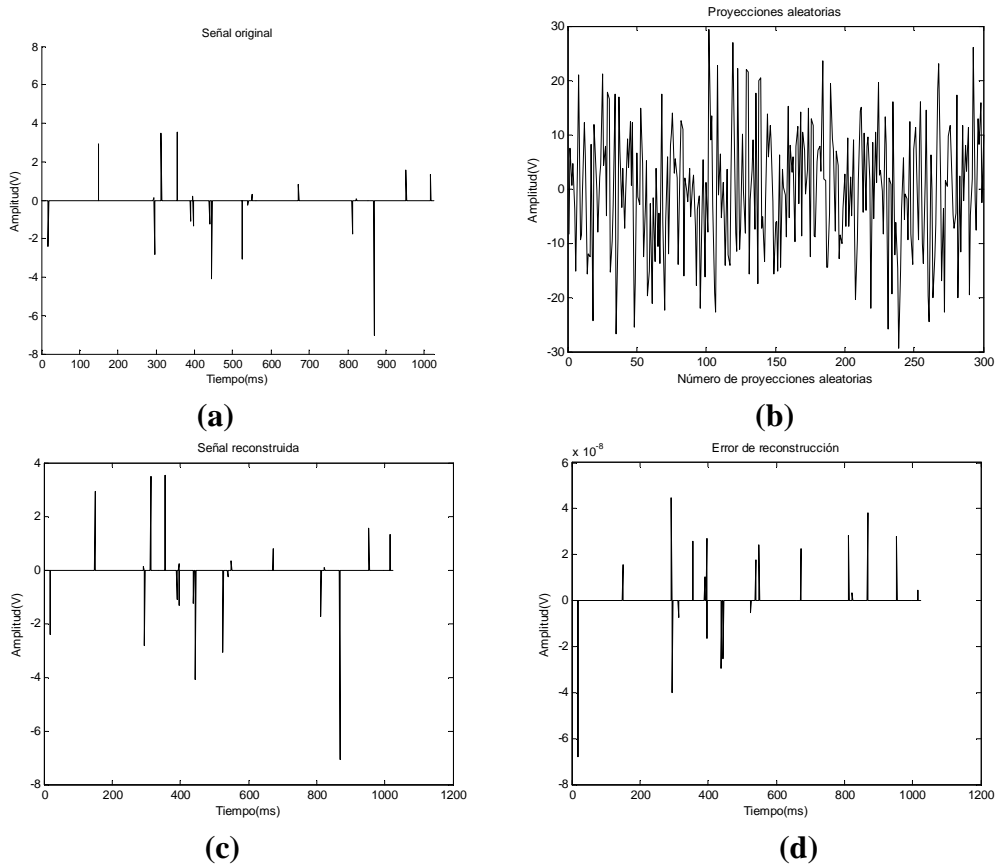 Señal original
8
6
4
2
0
-2
-4
-6
-8
0 100 200 300 400 500 600 700 800 900 1000
Amplitud(V)
Tiempo(ms)
(a)
Proyecciones aleatorias
30
20
10
0
-10
-20
-30
0 50 100 150 200 250 300
Amplitud(V)
Número de proyecciones aleatorias
(b)
Señal reconstruida
4
2
0
-2
-4
-6
-8
0 200 400 600 800 1000 1200
Amplitud(V)
Tiempo(ms)
(c)
Error de reconstrucción
x 10^-8
6
4
2
0
-2
-4
-6
-8
0 200 400 600 800 1000 1200
Amplitud(V)
Tiempo(ms)
(d)